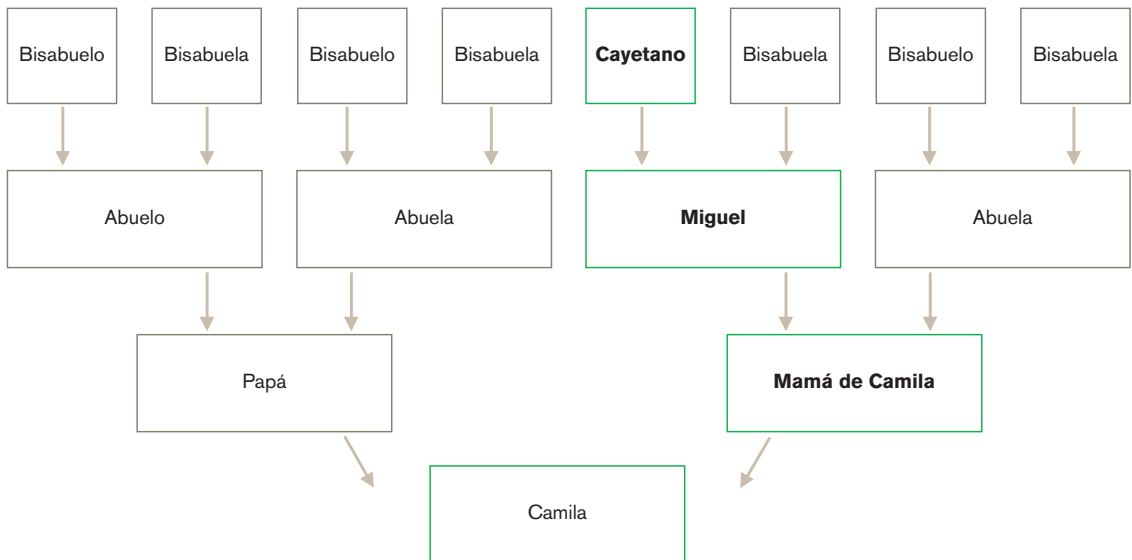 Bisabuelo
Bisabuela
Bisabuelo
Bisabuela
Cayetano
Bisabuela
Bisabuelo
Bisabuela
Abuelo
Abuela
Miguel
Abuela
Papá
Mamá de Camila
Camila